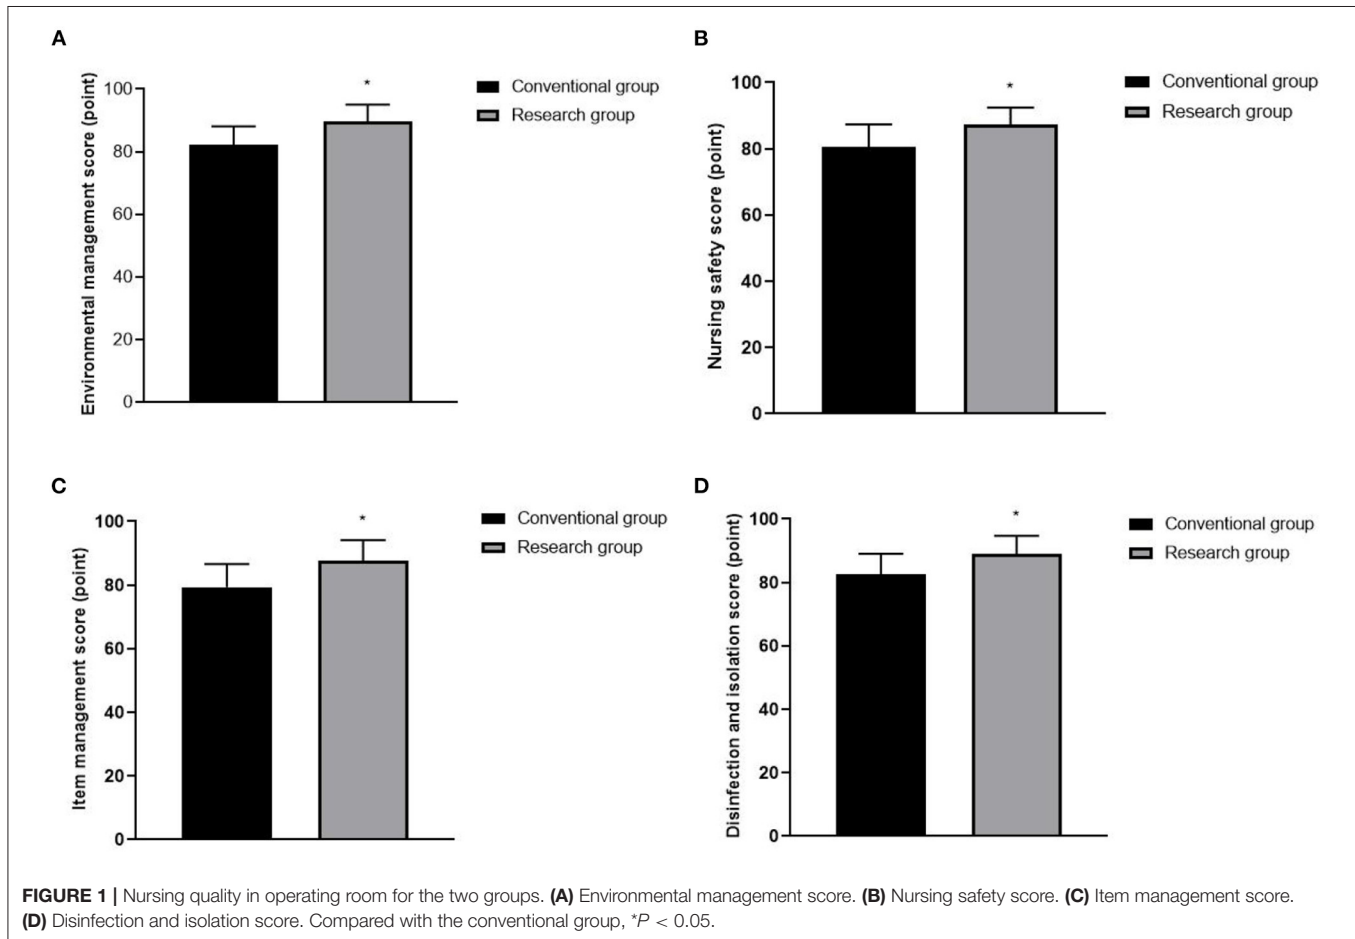 A
Environmental management score (point)
100
80
60
40
20
0
*
Conventional group
Research group
B
Nursing safety score (point)
100
80
60
40
20
0
*
Conventional group
Research group
C
Item management score (point)
100
80
60
40
20
0
*
Conventional group
Research group
D
Disinfection and isolation score (point)
100
80
60
40
20
0
*
Conventional group
Research group
FIGURE 1 | Nursing quality in operating room for the two groups. (A) Environmental management score. (B) Nursing safety score. (C) Item management score.
(D) Disinfection and isolation score. Compared with the conventional group, *P < 0.05.